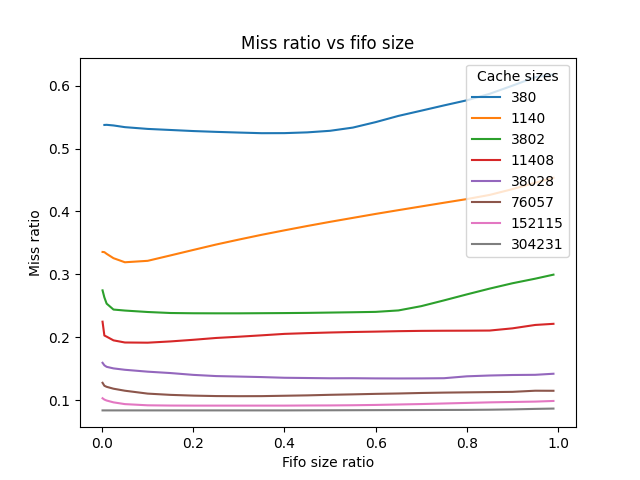 Miss ratio vs fifo size
Cache sizes
380
1140
3802
11408
38028
76057
152115
304231
Miss ratio
0.6
0.5
0.4
0.3
0.2
0.1
0.0 0.2 0.4 0.6 0.8 1.0
Fifo size ratio